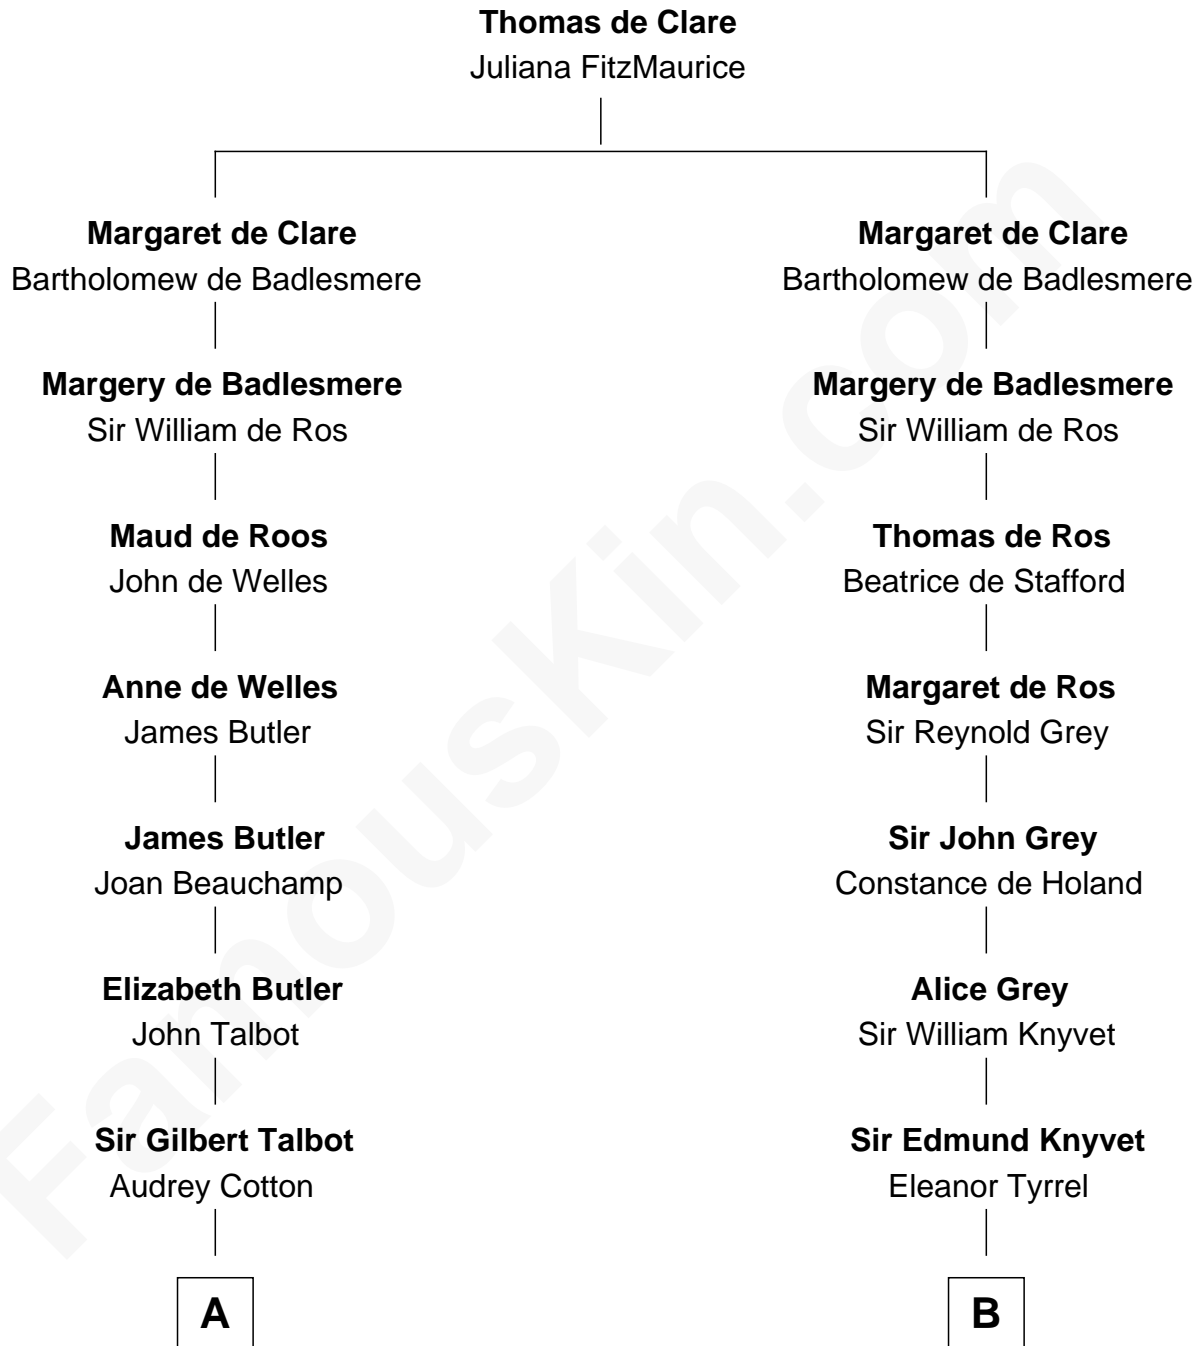 Thomas de Clare
Juliana FitzMaurice
Margaret de Clare
Bartholomew de Badlesmere
Margaret de Clare
Bartholomew de Badlesmere
Margery de Badlesmere
Sir William de Ros
Margery de Badlesmere
Sir William de Ros
Maud de Roos
John de Welles
Thomas de Ros
Beatrice de Stafford
Anne de Welles
James Butler
Margaret de Ros
Sir Reynold Grey
James Butler
Joan Beauchamp
Sir John Grey
Constance de Holand
Elizabeth Butler
John Talbot
Alice Grey
Sir William Knyvet
Sir Gilbert Talbot
Audrey Cotton
Sir Edmund Knyvet
Eleanor Tyrrel
A
B
FamousKin.com